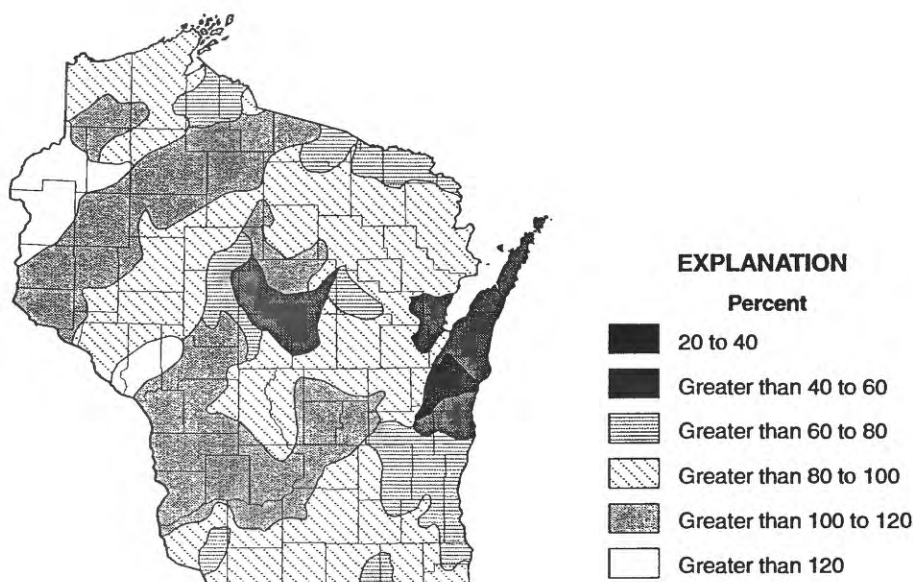 EXPLANATION
Percent
20 to 40
Greater than 40 to 60
Greater than 60 to 80
Greater than 80 to 100
Greater than 100 to 120
Greater than 120